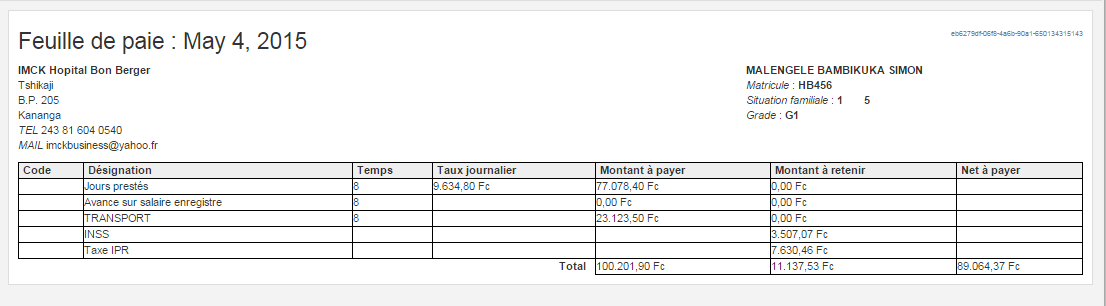 Feuille de paie : May 4, 2015
eb6279df-06f8-4a6b-90a1-650134315143
IMCK Hopital Bon Berger
Tshikaji
B.P. 205
Kananga
TEL 243 81 604 0540
MAIL imckbusiness@yahoo.fr
MALENGELE BAMBIKUKA SIMON
Matricule : HB456
Situation familiale : 1 5
Grade : G1
Code Désignation Temps Taux journalier Montant à payer Montant à retenir Net à payer
Jours prestés 8 9.634,80 Fc 77.078,40 Fc 0,00 Fc
Avance sur salaire enregistre 8 0,00 Fc 0,00 Fc
TRANSPORT 8 23.123,50 Fc 0,00 Fc
INSS 3.507,07 Fc
Taxe IPR 7.630,46 Fc
Total 100.201,90 Fc 11.137,53 Fc 89.064,37 Fc